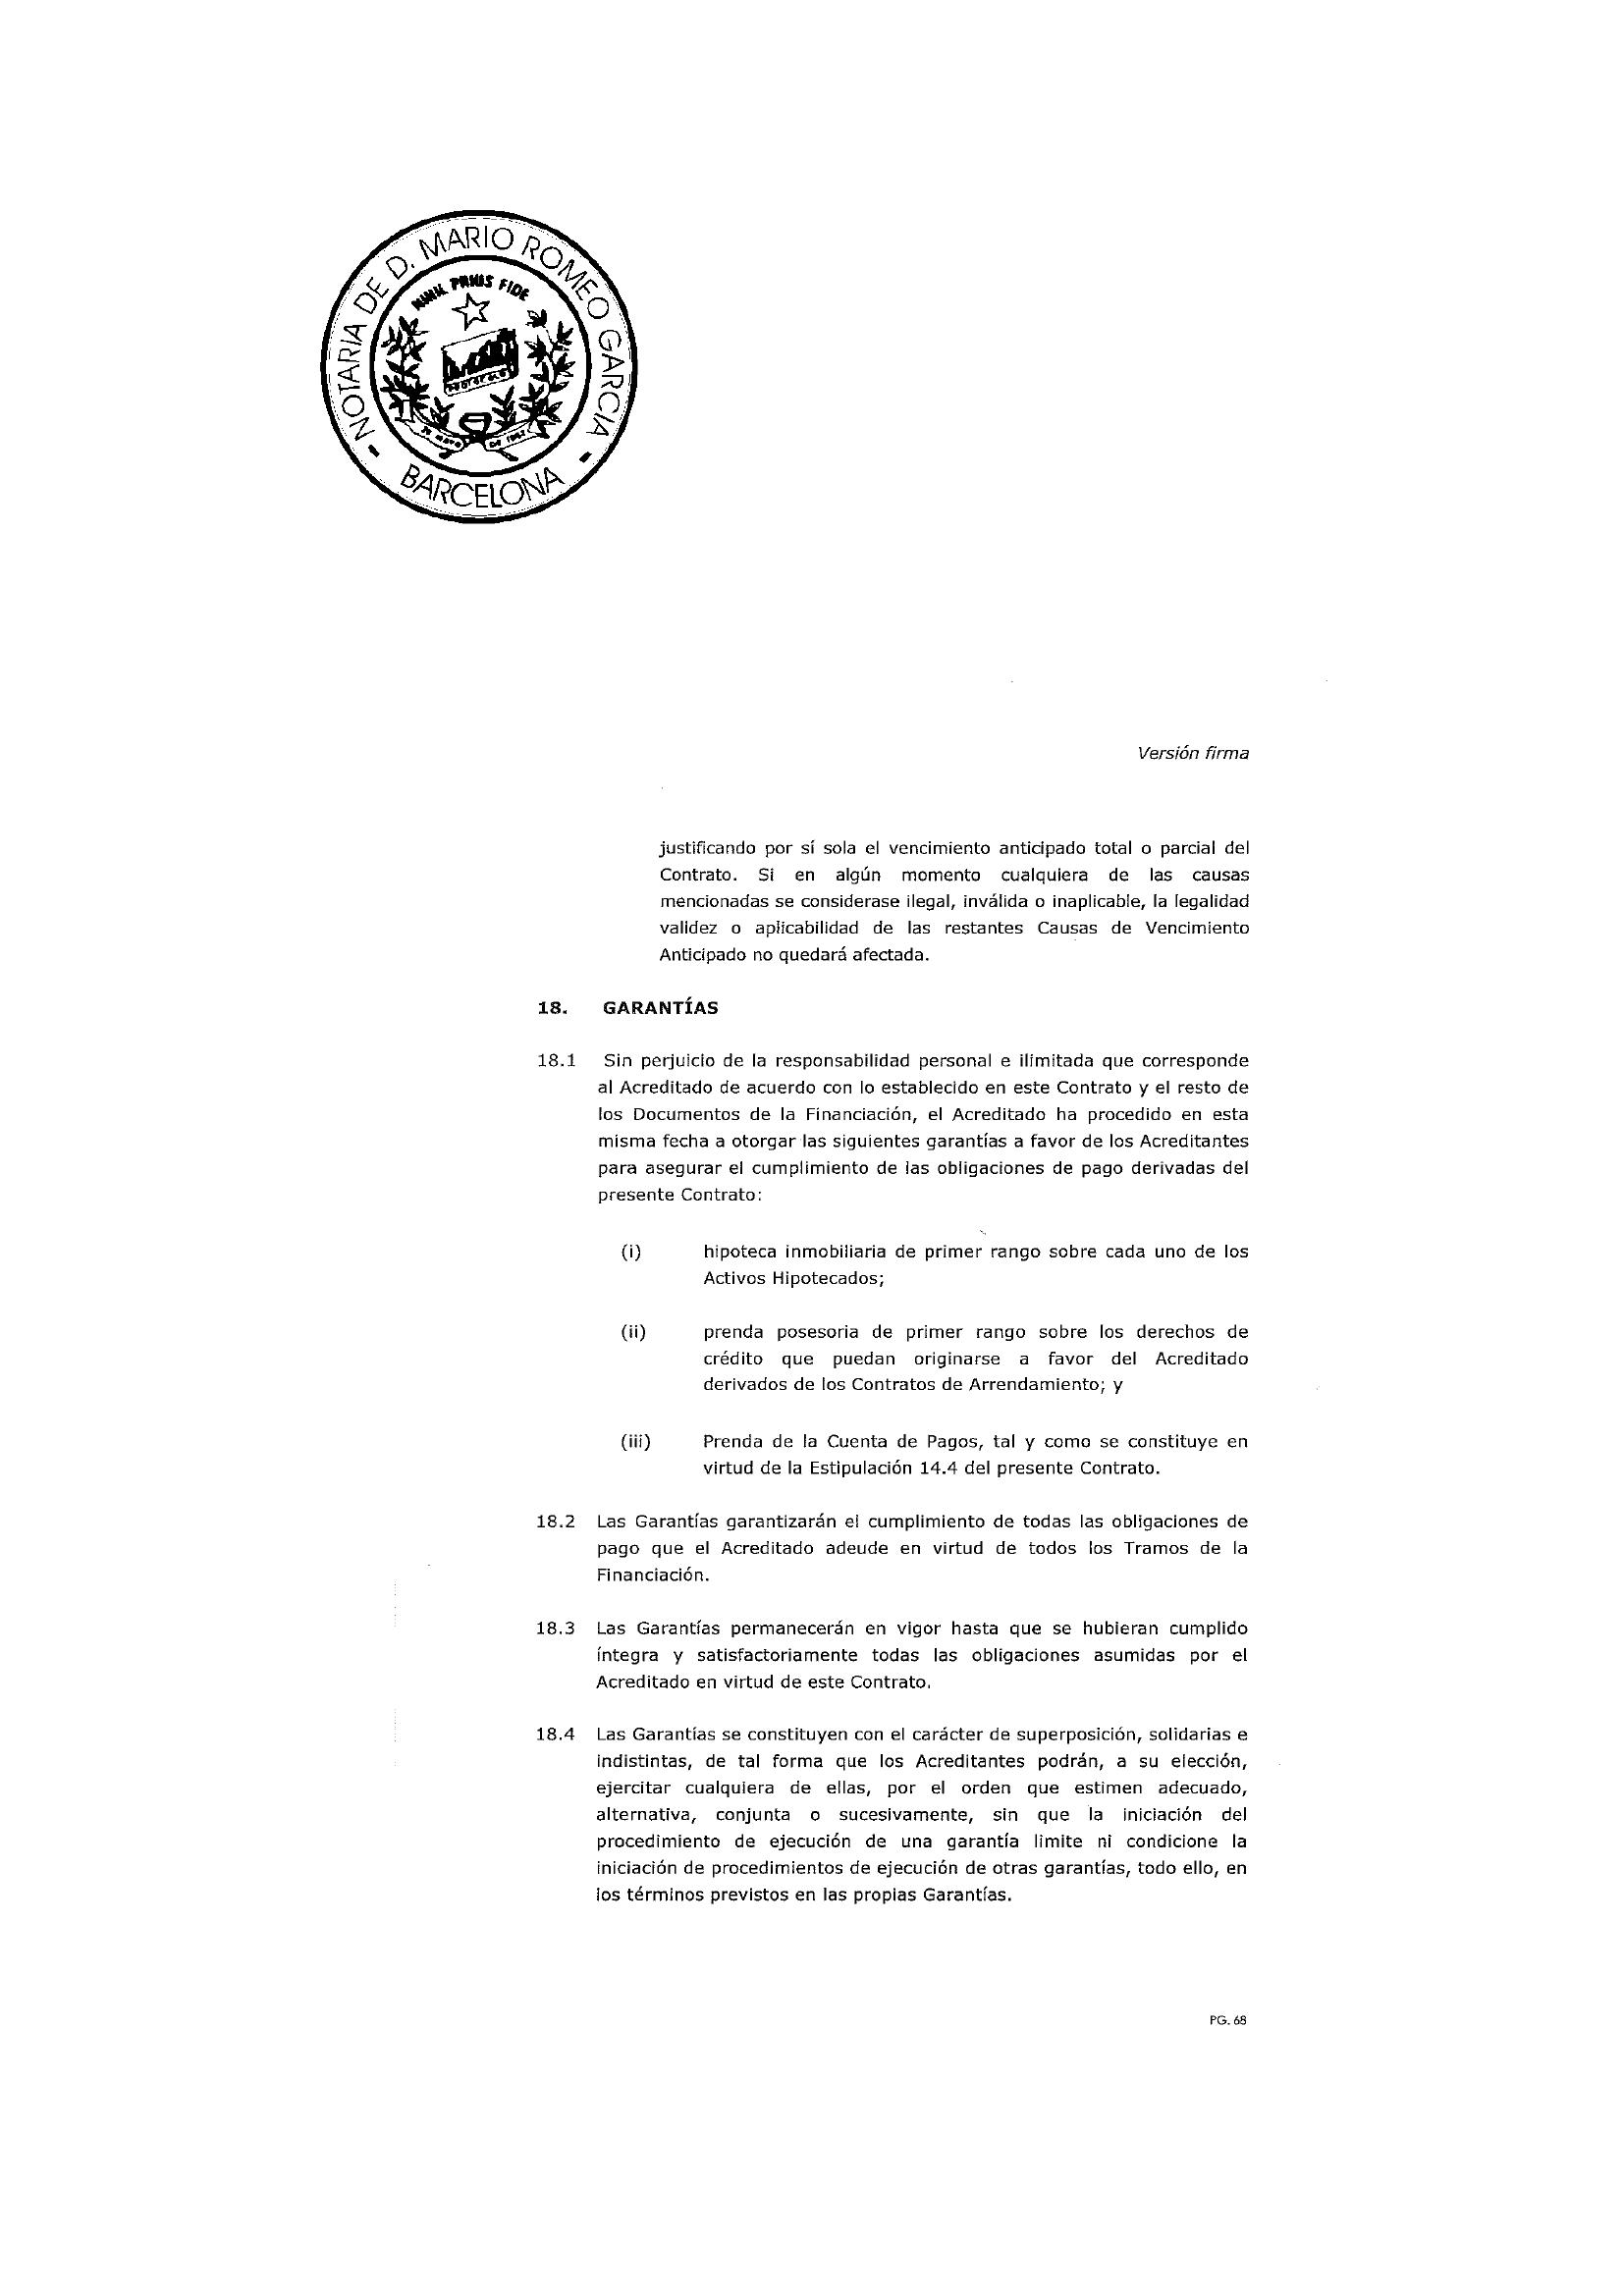 NOTARIA DE D. MARIO ROMEO GARCIA
FIDE
BARCELONA
Versión firma
justificando por sí sola el vencimiento anticipado total o parcial del
Contrato. Si en algún momento cualquiera de las causas
mencionadas se considerase ilegal, inválida o inaplicable, la legalidad
validez o aplicabilidad de las restantes Causas de Vencimiento
Anticipado no quedará afectada.
18. GARANTÍAS
18.1 Sin perjuicio de la responsabilidad personal e ilimitada que corresponde
al Acreditado de acuerdo con lo establecido en este Contrato y el resto de
los Documentos de la Financiación, el Acreditado ha procedido en esta
misma fecha a otorgar las siguientes garantías a favor de los Acreditantes
para asegurar el cumplimiento de las obligaciones de pago derivadas del
presente Contrato:
(i) hipoteca inmobiliaria de primer rango sobre cada uno de los
Activos Hipotecados;
(ii) prenda posesoria de primer rango sobre los derechos de
crédito que puedan originarse a favor del Acreditado
derivados de los Contratos de Arrendamiento; y
(iii) Prenda de la Cuenta de Pagos, tal y como se constituye en
virtud de la Estipulación 14.4 del presente Contrato.
18.2 Las Garantías garantizarán el cumplimiento de todas las obligaciones de
pago que el Acreditado adeude en virtud de todos los Tramos de la
Financiación.
18.3 Las Garantías permanecerán en vigor hasta que se hubieran cumplido
íntegra y satisfactoriamente todas las obligaciones asumidas por el
Acreditado en virtud de este Contrato.
18.4 Las Garantías se constituyen con el carácter de superposición, solidarias e
indistintas, de tal forma que los Acreditantes podrán, a su elección,
ejercitar cualquiera de ellas, por el orden que estimen adecuado,
alternativa, conjunta o sucesivamente, sin que la iniciación del
procedimiento de ejecución de una garantía limite ni condicione la
iniciación de procedimientos de ejecución de otras garantías, todo ello, en
los términos previstos en las propias Garantías.
PG. 68